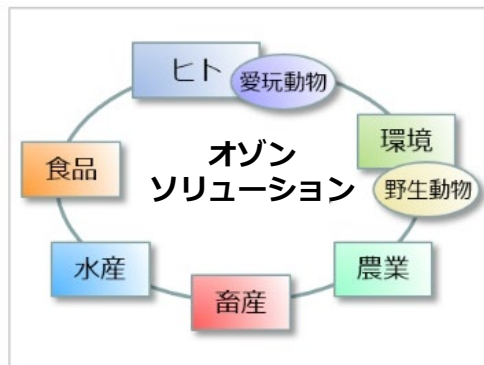 ヒト
愛玩動物
環境
野生動物
オゾン
ソリューション
食品
水産
農業
畜産